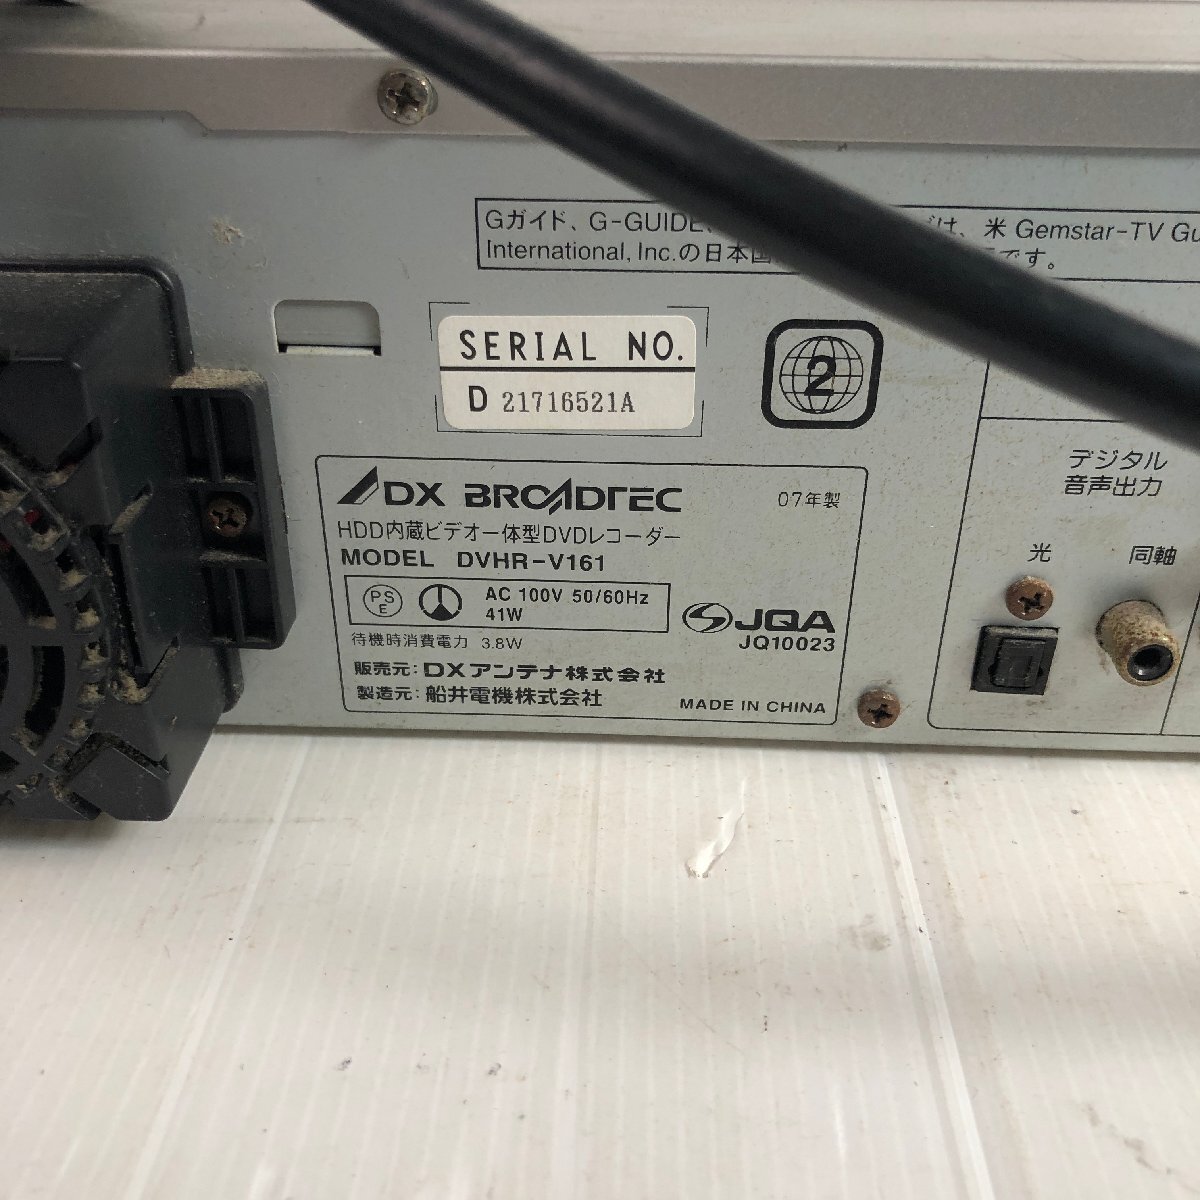 Gガイド、G-GUIDE、 は、米 Gemstar-TV Gu
International, Inc.の日本国 です。
SERIAL NO.
D 21716521A
2
DX BROADTEC 07年製
HDD内蔵ビデオ一体型DVDレコーダー
MODEL DVHR-V161
PS
E
AC 100V 50/60Hz
41W
JQA
JQ10023
待機時消費電力 3.8W
販売元：DXアンテナ株式会社
製造元：船井電機株式会社
MADE IN CHINA
デジタル
音声出力
光 同軸